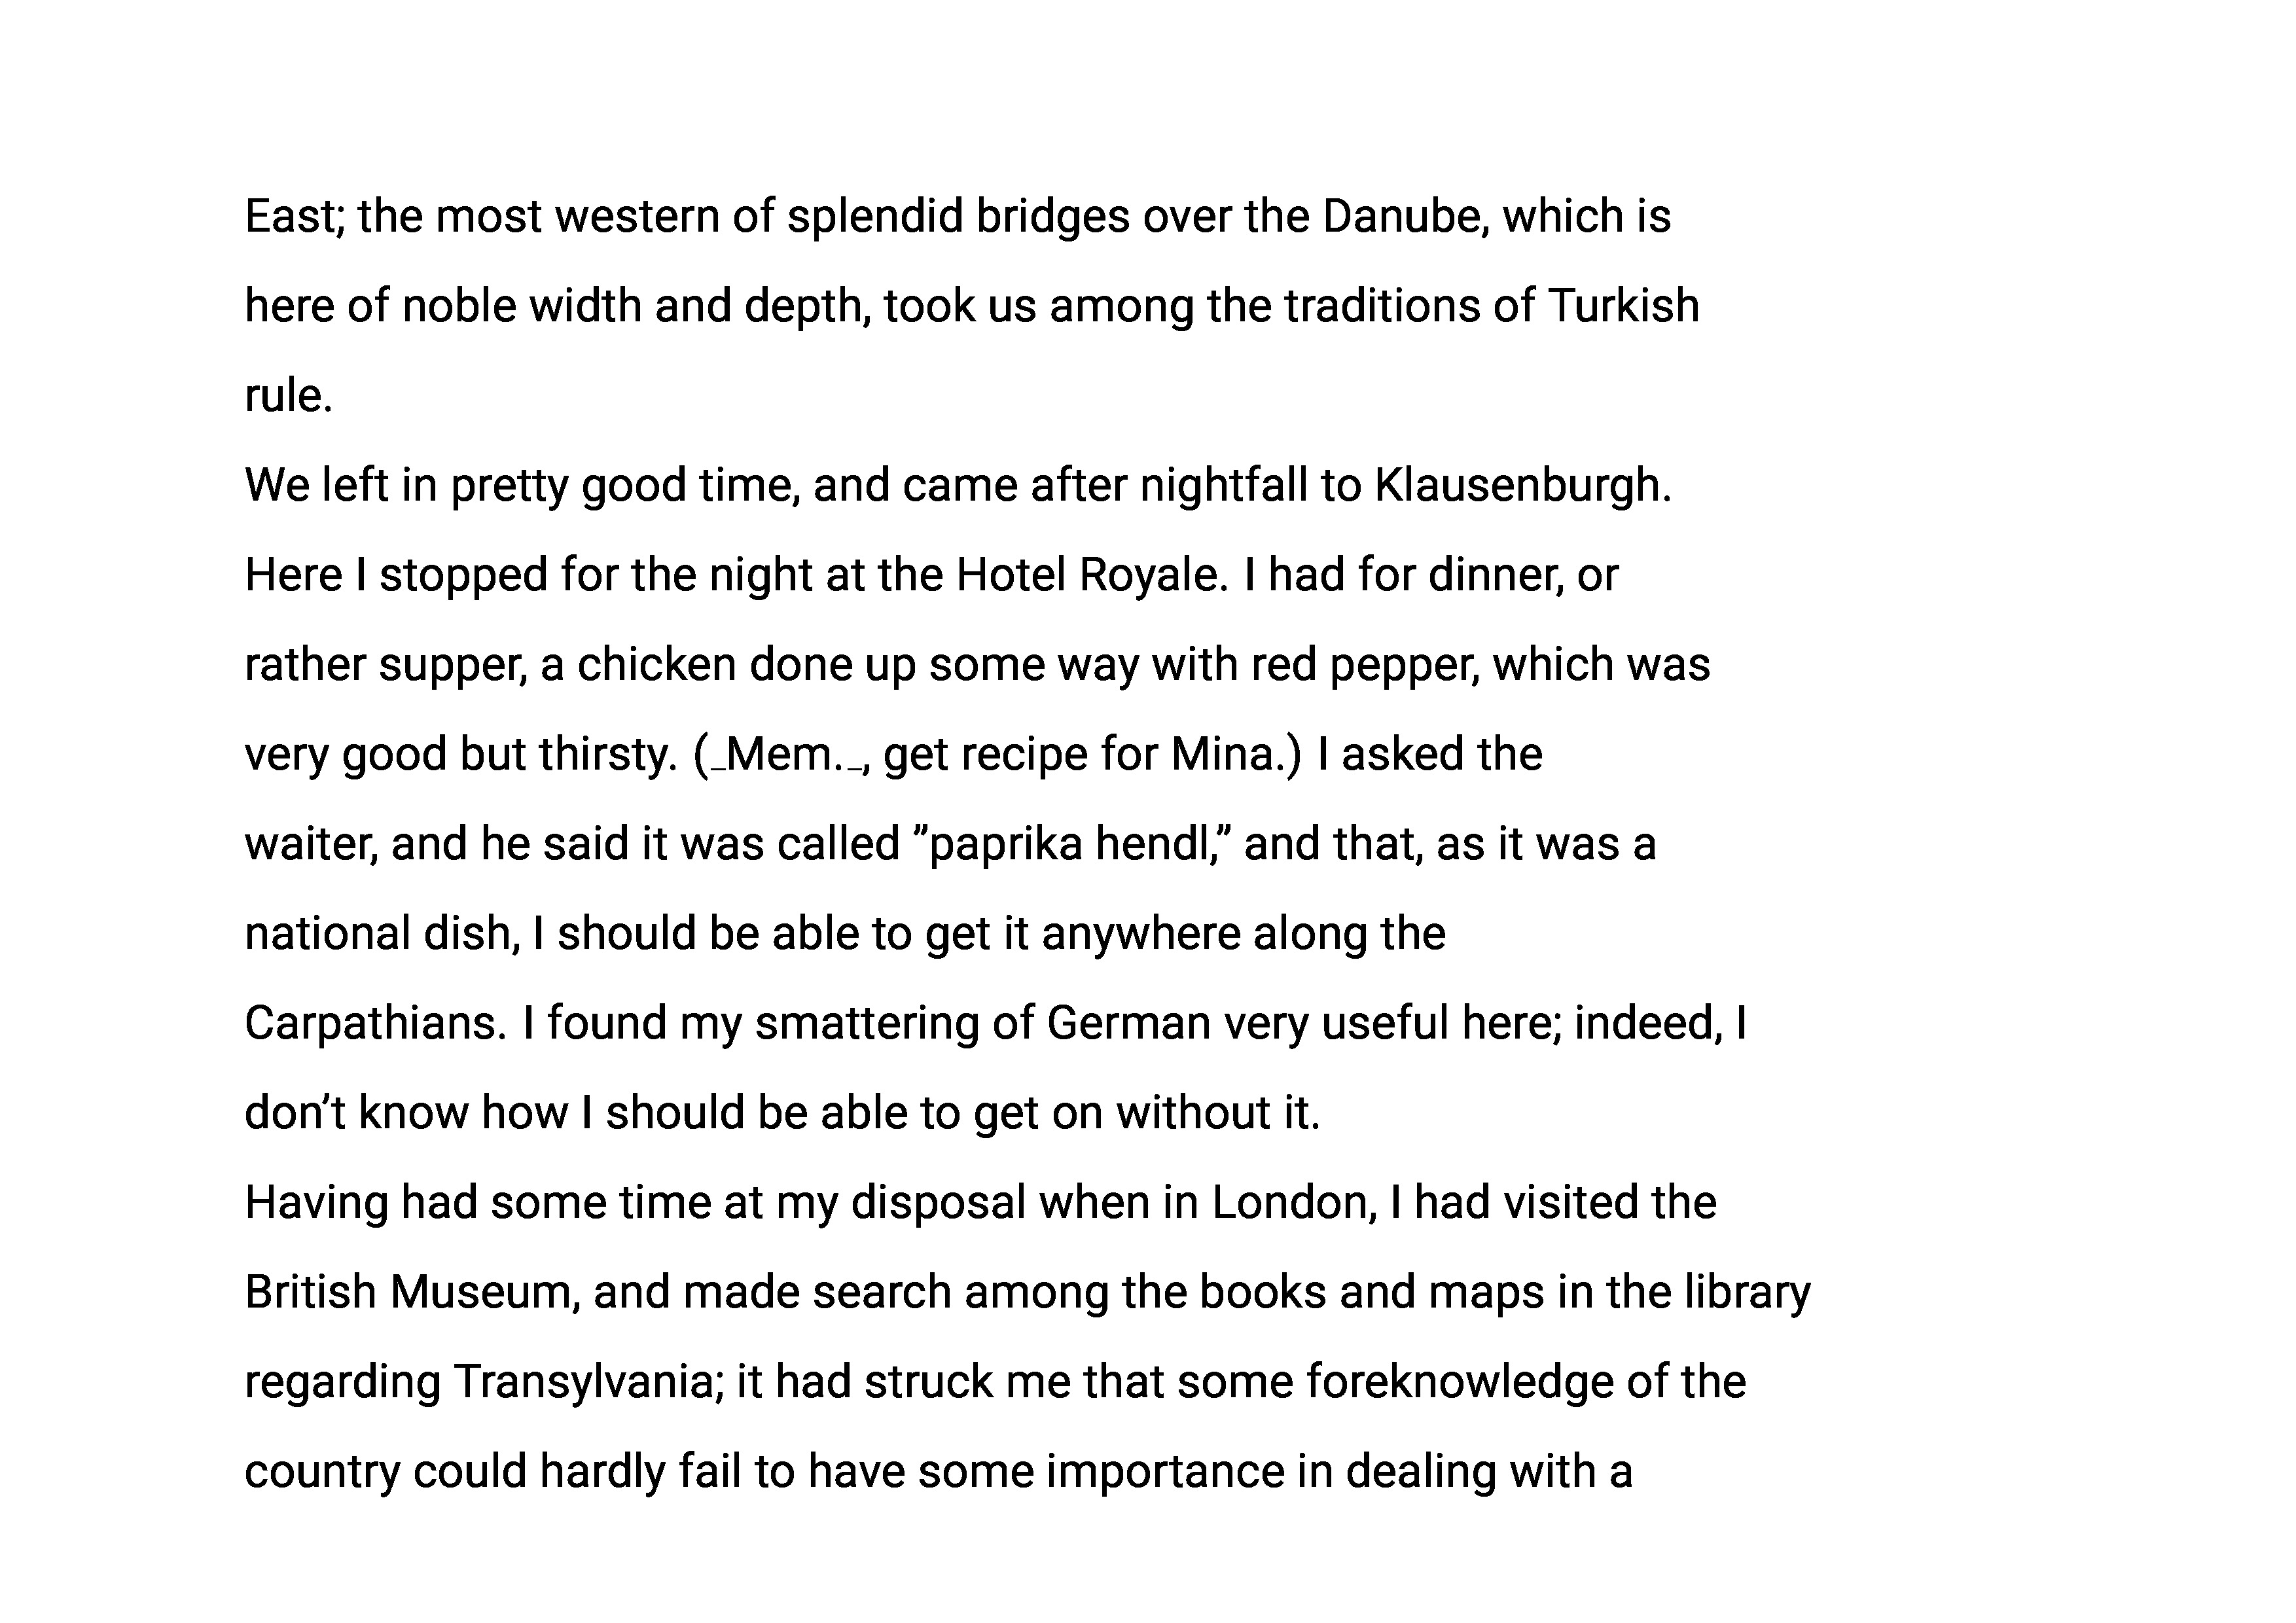 East; the most western of splendid bridges over the Danube, which is
here of noble width and depth, took us among the traditions of Turkish
rule.
We left in pretty good time, and came after nightfall to Klausenburgh.
Here I stopped for the night at the Hotel Royale. I had for dinner, or
rather supper, a chicken done up some way with red pepper, which was
very good but thirsty. (_Mem._, get recipe for Mina.) I asked the
waiter, and he said it was called ”paprika hendl,” and that, as it was a
national dish, I should be able to get it anywhere along the
Carpathians. I found my smattering of German very useful here; indeed, I
don’t know how I should be able to get on without it.
Having had some time at my disposal when in London, I had visited the
British Museum, and made search among the books and maps in the library
regarding Transylvania; it had struck me that some foreknowledge of the
country could hardly fail to have some importance in dealing with a